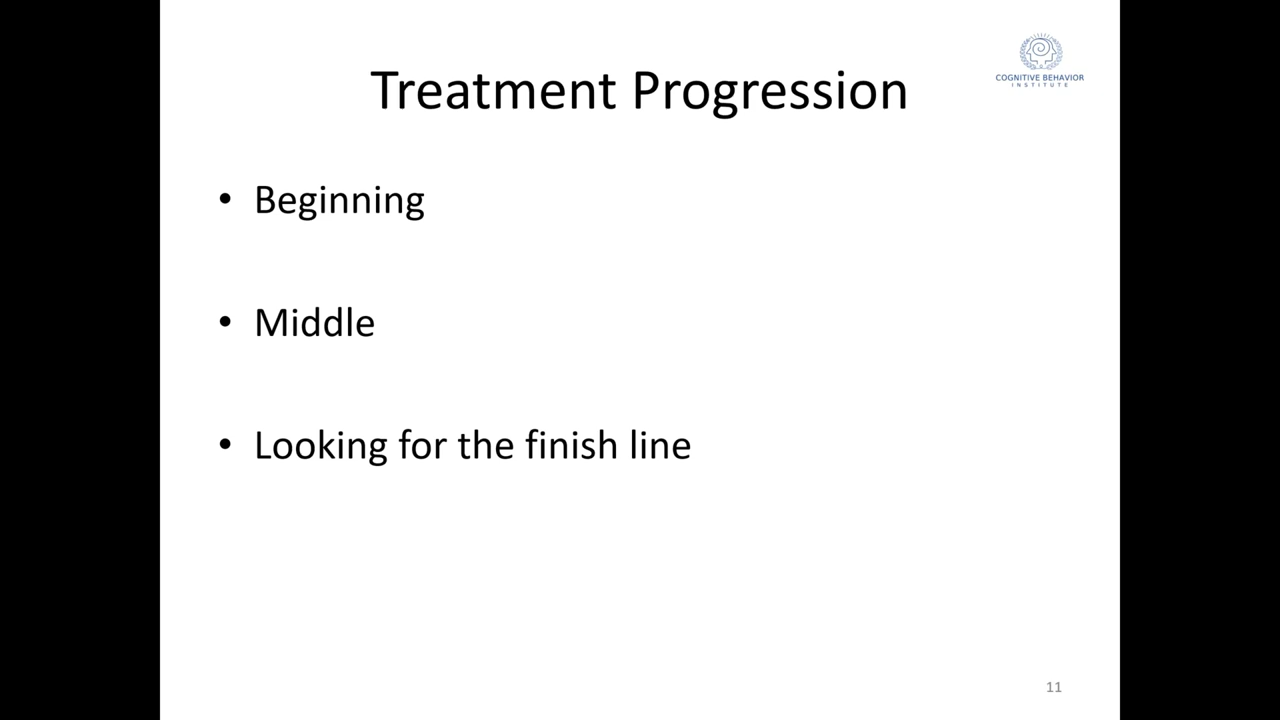 Treatment Progression
COGNITIVE BEHAVIOR
INSTITUTE
• Beginning
• Middle
• Looking for the finish line
11